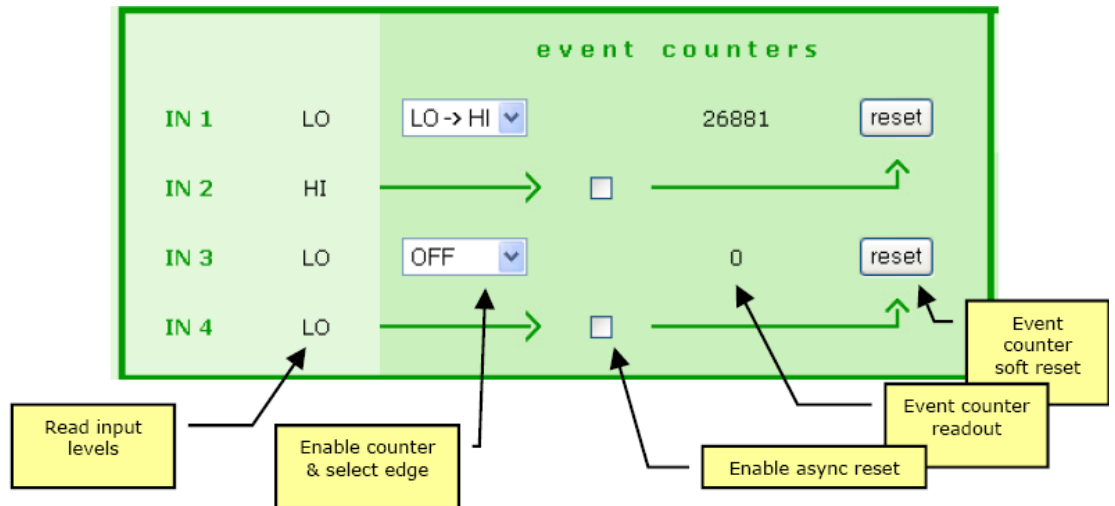 event counters
IN 1 LO LO -> HI 26881 reset
IN 2 HI
IN 3 LO OFF 0 reset
IN 4 LO
Event
counter
soft reset
Read input
levels
Enable counter
& select edge
Event counter
readout
Enable async reset